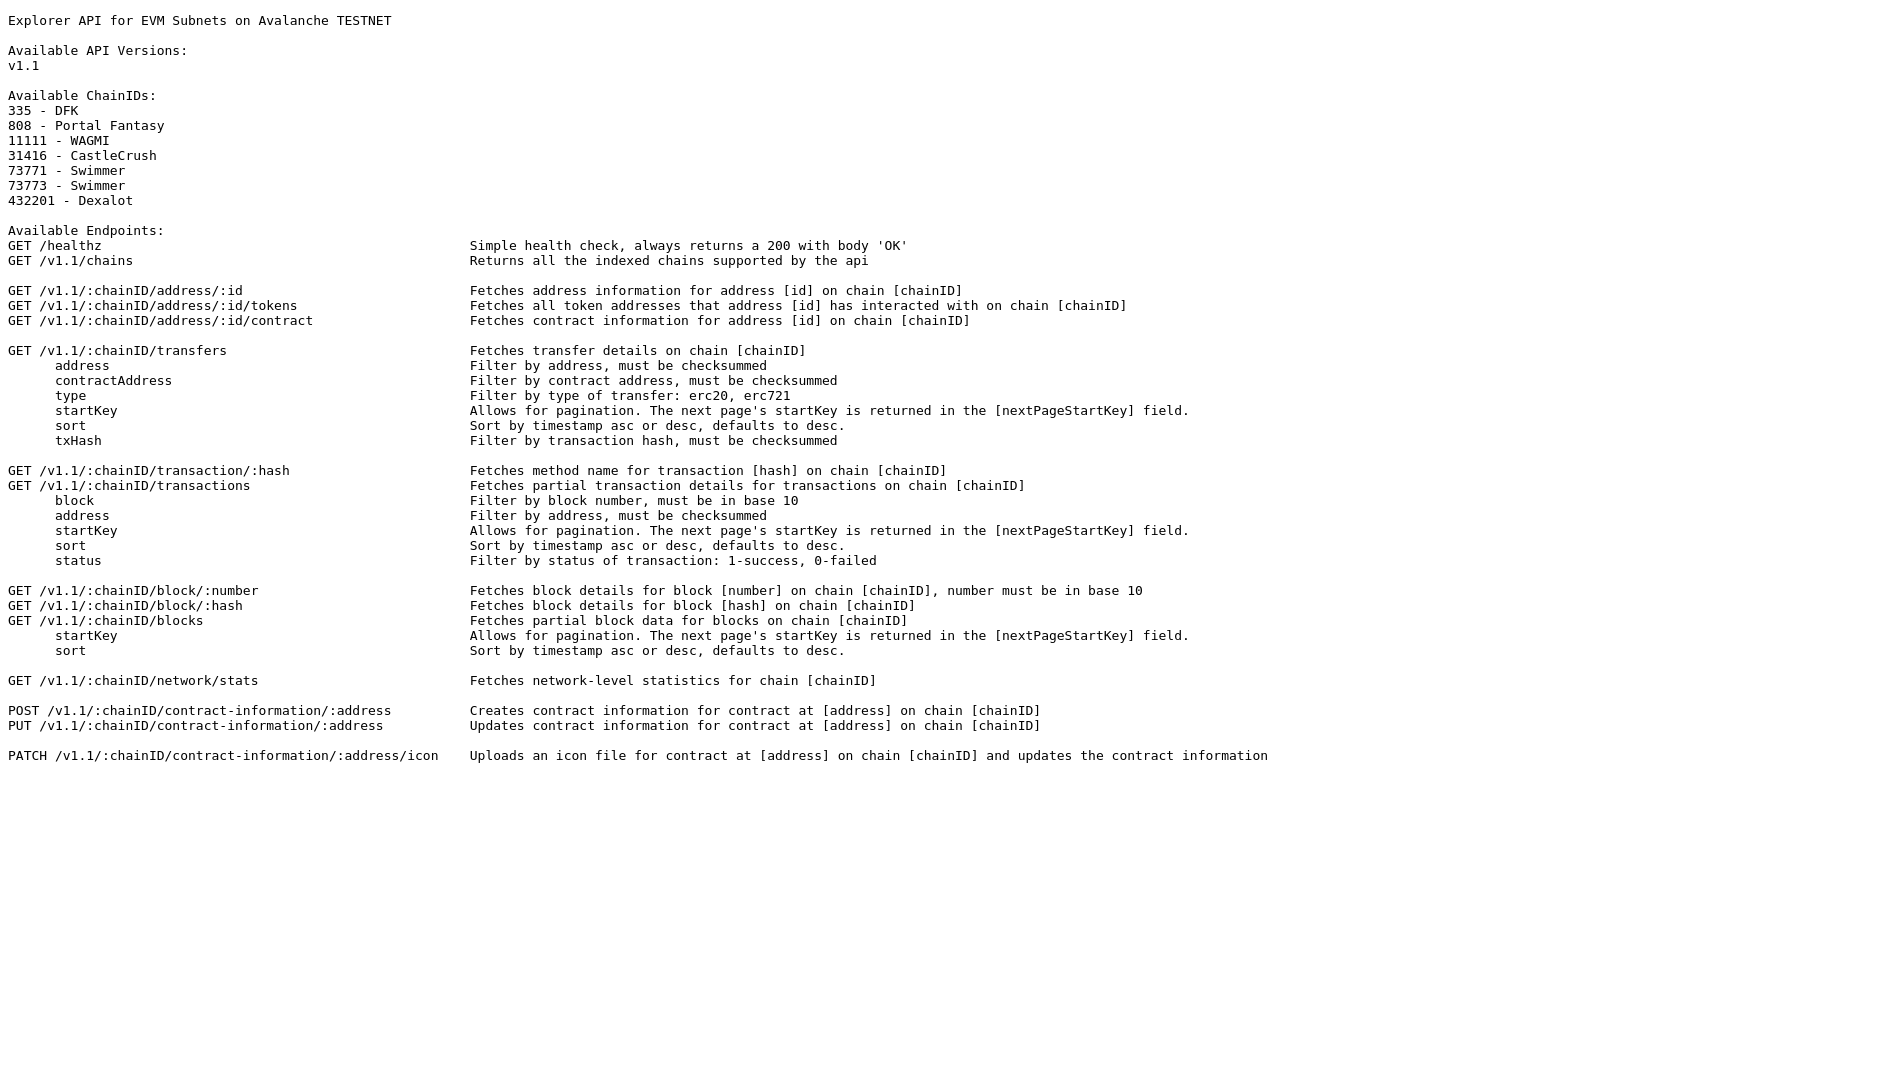 Explorer API for EVM Subnets on Avalanche TESTNET
Available API Versions:
v1.1
Available ChainIDs:
335 - DFK
808 - Portal Fantasy
11111 - WAGMI
31416 - CastleCrush
73771 - Swimmer
73773 - Swimmer
432201 - Dexalot
Available Endpoints:
GET /healthz Simple health check, always returns a 200 with body 'OK'
GET /v1.1/chains Returns all the indexed chains supported by the api
GET /v1.1/:chainID/address/:id Fetches address information for address [id] on chain [chainID]
GET /v1.1/:chainID/address/:id/tokens Fetches all token addresses that address [id] has interacted with on chain [chainID]
GET /v1.1/:chainID/address/:id/contract Fetches contract information for address [id] on chain [chainID]
GET /v1.1/:chainID/transfers Fetches transfer details on chain [chainID]
address Filter by address, must be checksummed
contractAddress Filter by contract address, must be checksummed
type Filter by type of transfer: erc20, erc721
startKey Allows for pagination. The next page's startKey is returned in the [nextPageStartKey] field.
sort Sort by timestamp asc or desc, defaults to desc.
txHash Filter by transaction hash, must be checksummed
GET /v1.1/:chainID/transaction/:hash Fetches method name for transaction [hash] on chain [chainID]
GET /v1.1/:chainID/transactions Fetches partial transaction details for transactions on chain [chainID]
block Filter by block number, must be in base 10
address Filter by address, must be checksummed
startKey Allows for pagination. The next page's startKey is returned in the [nextPageStartKey] field.
sort Sort by timestamp asc or desc, defaults to desc.
status Filter by status of transaction: 1-success, 0-failed
GET /v1.1/:chainID/block/:number Fetches block details for block [number] on chain [chainID], number must be in base 10
GET /v1.1/:chainID/block/:hash Fetches block details for block [hash] on chain [chainID]
GET /v1.1/:chainID/blocks Fetches partial block data for blocks on chain [chainID]
startKey Allows for pagination. The next page's startKey is returned in the [nextPageStartKey] field.
sort Sort by timestamp asc or desc, defaults to desc.
GET /v1.1/:chainID/network/stats Fetches network-level statistics for chain [chainID]
POST /v1.1/:chainID/contract-information/:address Creates contract information for contract at [address] on chain [chainID]
PUT /v1.1/:chainID/contract-information/:address Updates contract information for contract at [address] on chain [chainID]
PATCH /v1.1/:chainID/contract-information/:address/icon Uploads an icon file for contract at [address] on chain [chainID] and updates the contract information